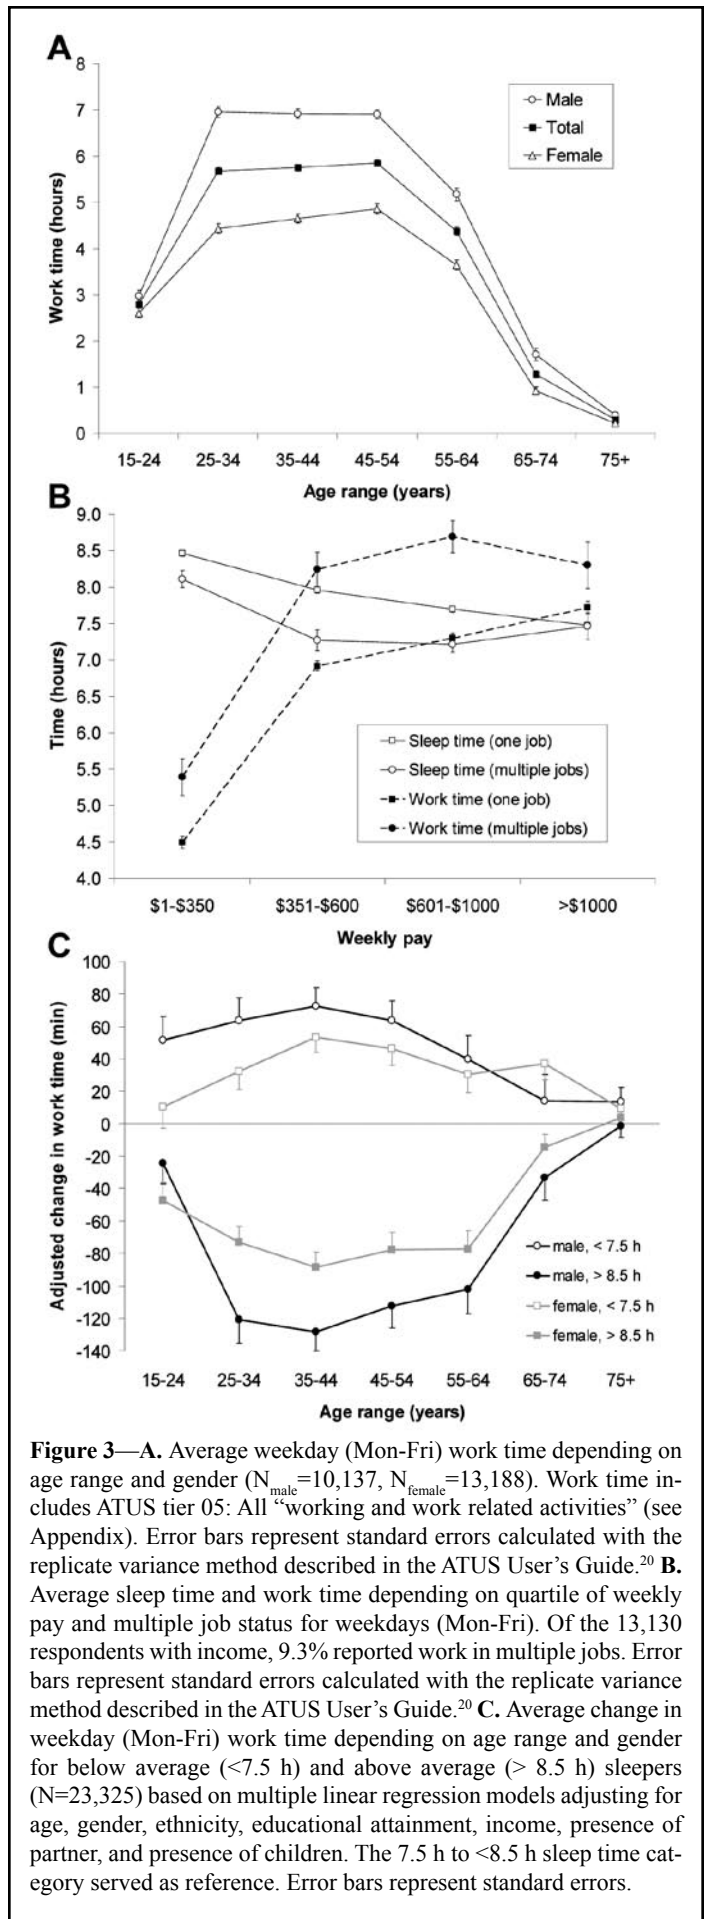 A
8
7
6
5
4
3
2
1
0
Work time (hours)
Male
Total
Female
15-24 25-34 35-44 45-54 55-64 65-74 75+
Age range (years)
B
9.0
8.5
8.0
7.5
7.0
6.5
6.0
5.5
5.0
4.5
4.0
Time (hours)
Sleep time (one job)
Sleep time (multiple jobs)
Work time (one job)
Work time (multiple jobs)
$1-$350 $351-$600 $601-$1000 >$1000
Weekly pay
C
100
80
60
40
20
0
-20
-40
-60
-80
-100
-120
-140
Adjusted change in work time (min)
male, < 7.5 h
male, > 8.5 h
female, < 7.5 h
female, > 8.5 h
15-24 25-34 35-44 45-54 55-64 65-74 75+
Age range (years)
Figure 3—A. Average weekday (Mon-Fri) work time depending on
age range and gender (Nmale=10,137, Nfemale=13,188). Work time in-
cludes ATUS tier 05: All “working and work related activities” (see
Appendix). Error bars represent standard errors calculated with the
replicate variance method described in the ATUS User’s Guide.20 B.
Average sleep time and work time depending on quartile of weekly
pay and multiple job status for weekdays (Mon-Fri). Of the 13,130
respondents with income, 9.3% reported work in multiple jobs. Error
bars represent standard errors calculated with the replicate variance
method described in the ATUS User’s Guide.20 C. Average change in
weekday (Mon-Fri) work time depending on age range and gender
for below average (<7.5 h) and above average (> 8.5 h) sleepers
(N=23,325) based on multiple linear regression models adjusting for
age, gender, ethnicity, educational attainment, income, presence of
partner, and presence of children. The 7.5 h to <8.5 h sleep time cat-
egory served as reference. Error bars represent standard errors.